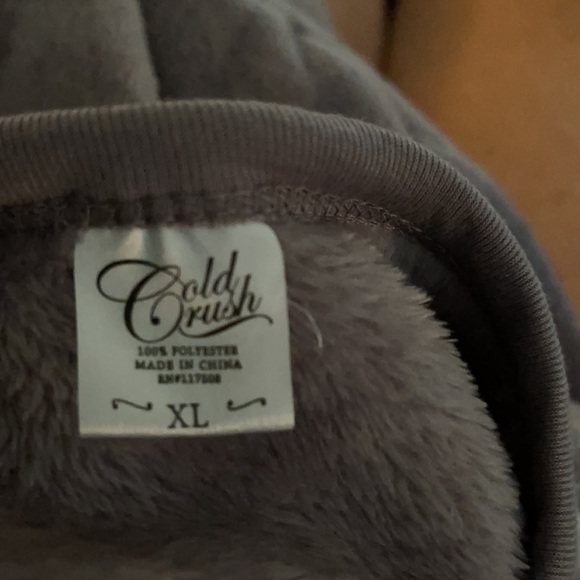 Cold
Crush
100% POLYESTER
MADE IN CHINA
RN#117508
XL